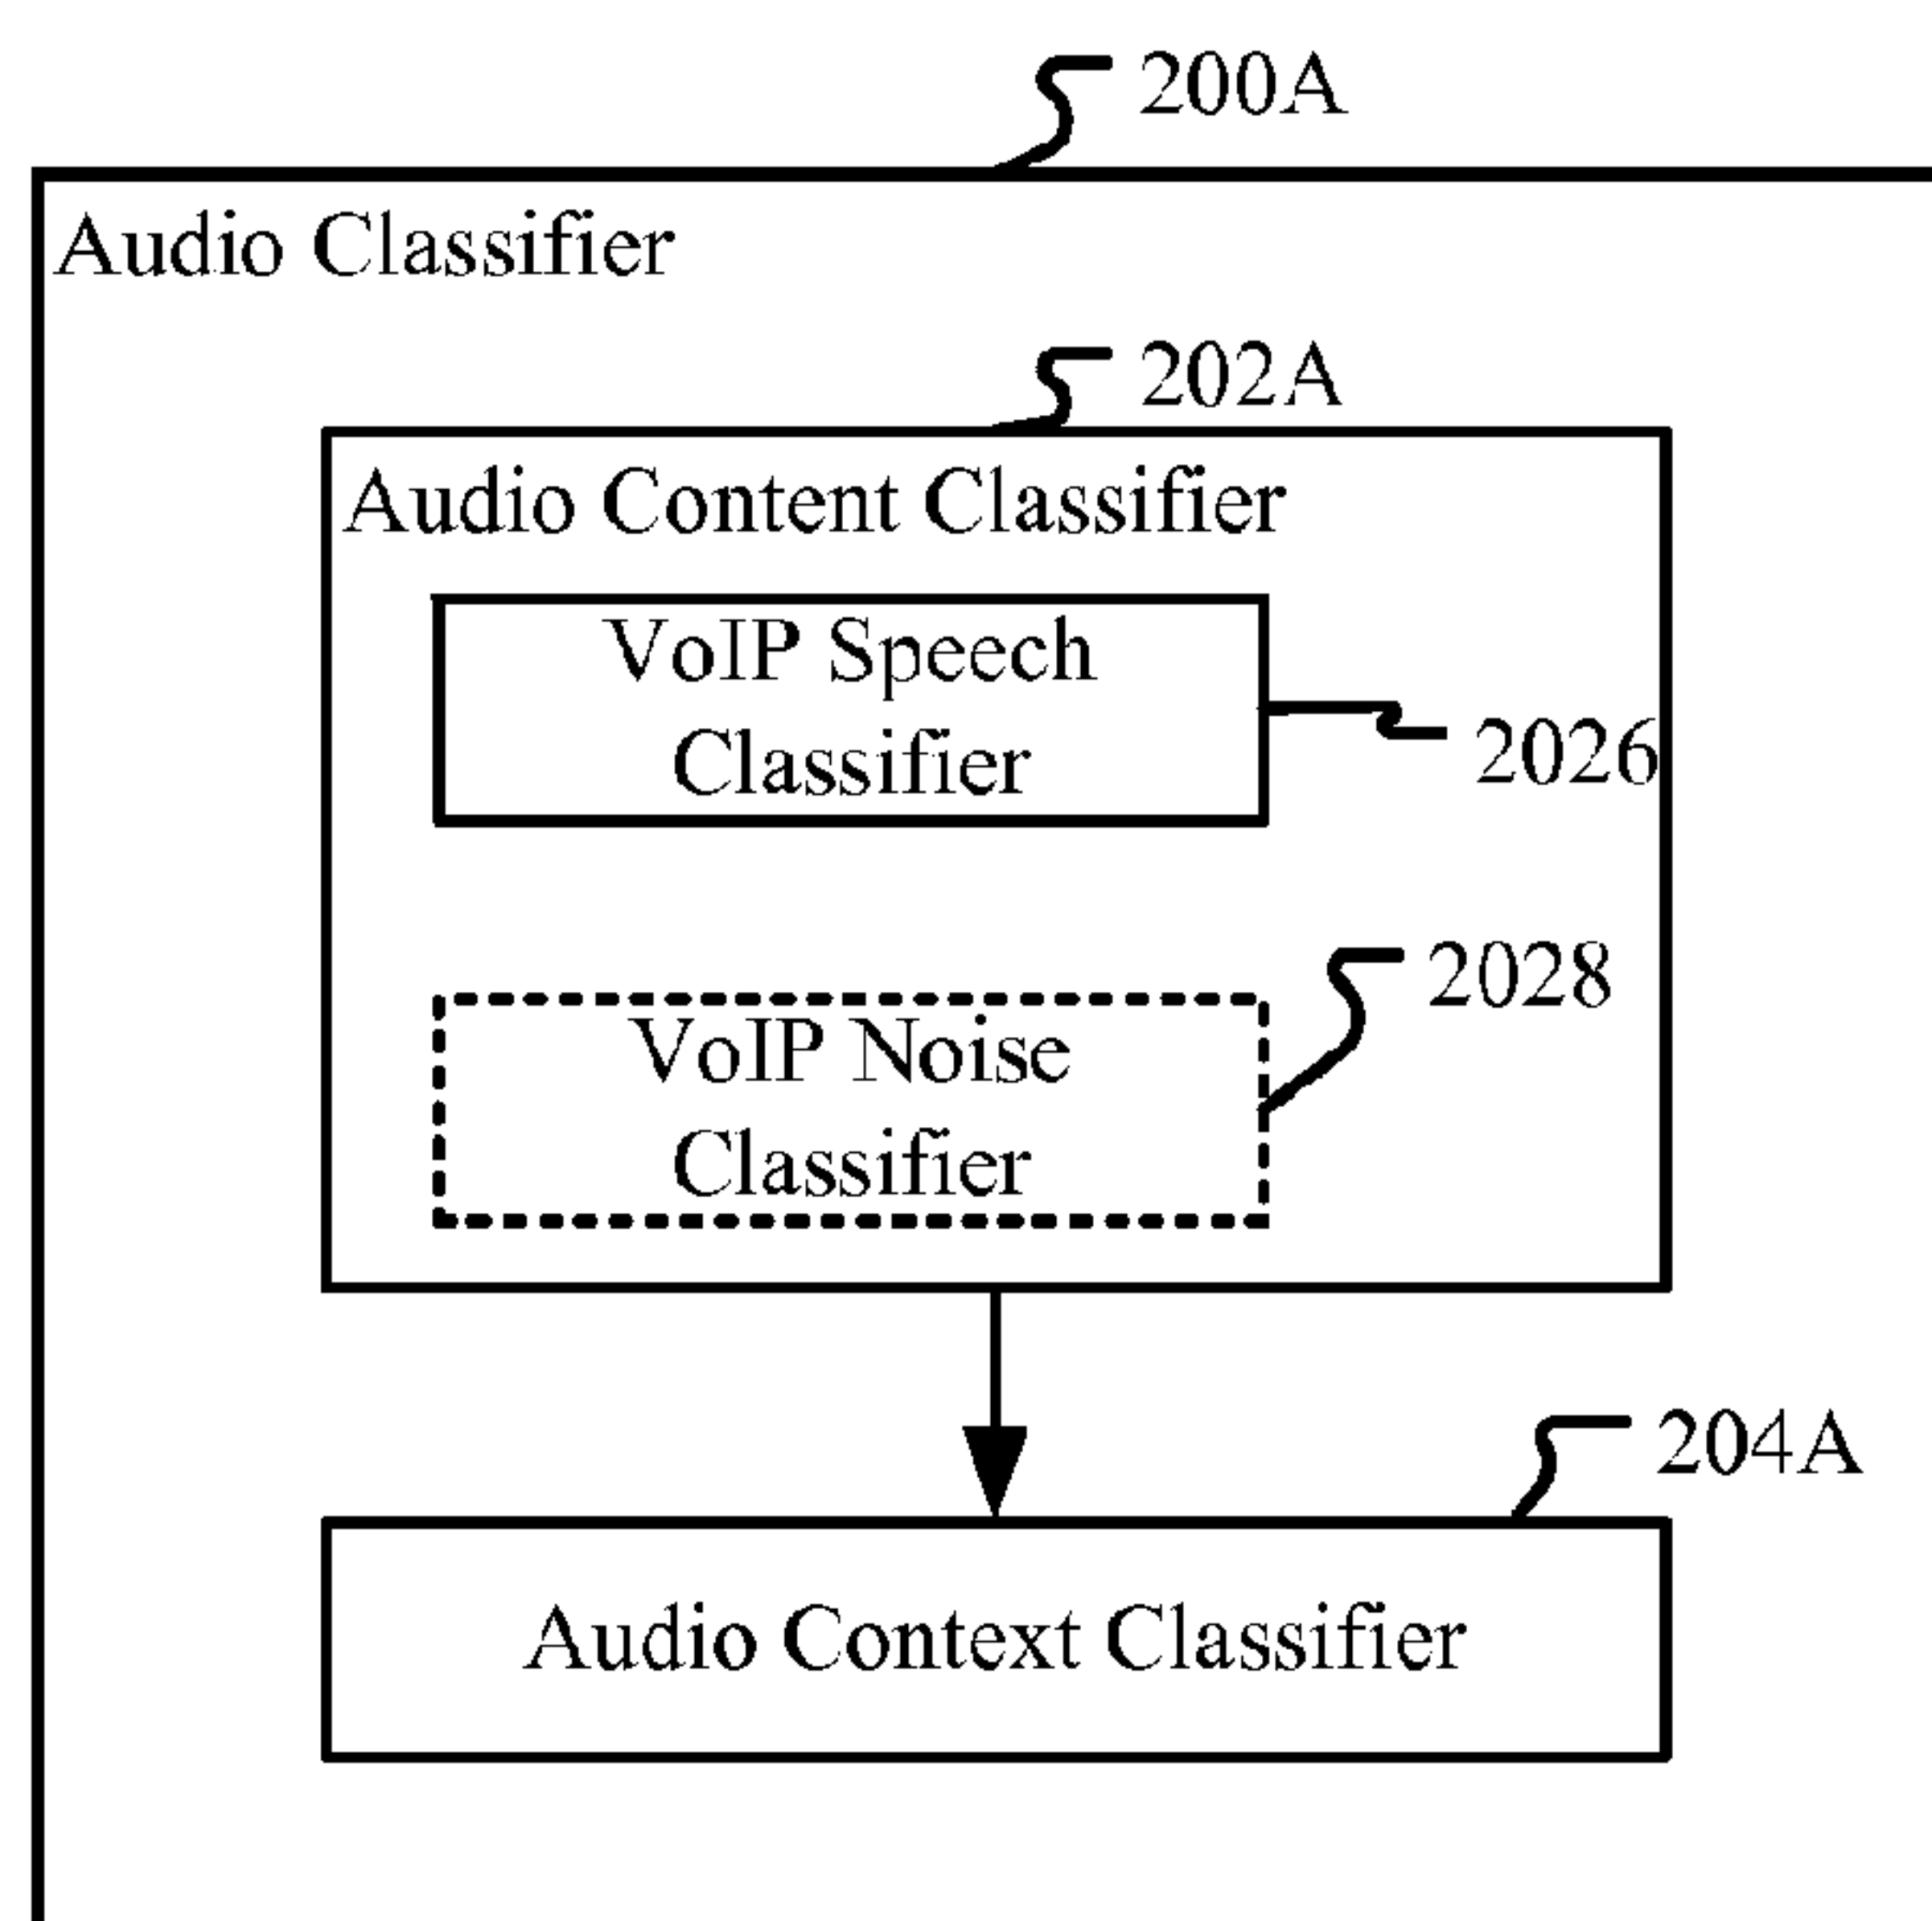 200A
Audio Classifier
202A
Audio Content Classifier
VoIP Speech
Classifier
2026
2028
VoIP Noise
Classifier
204A
Audio Context Classifier